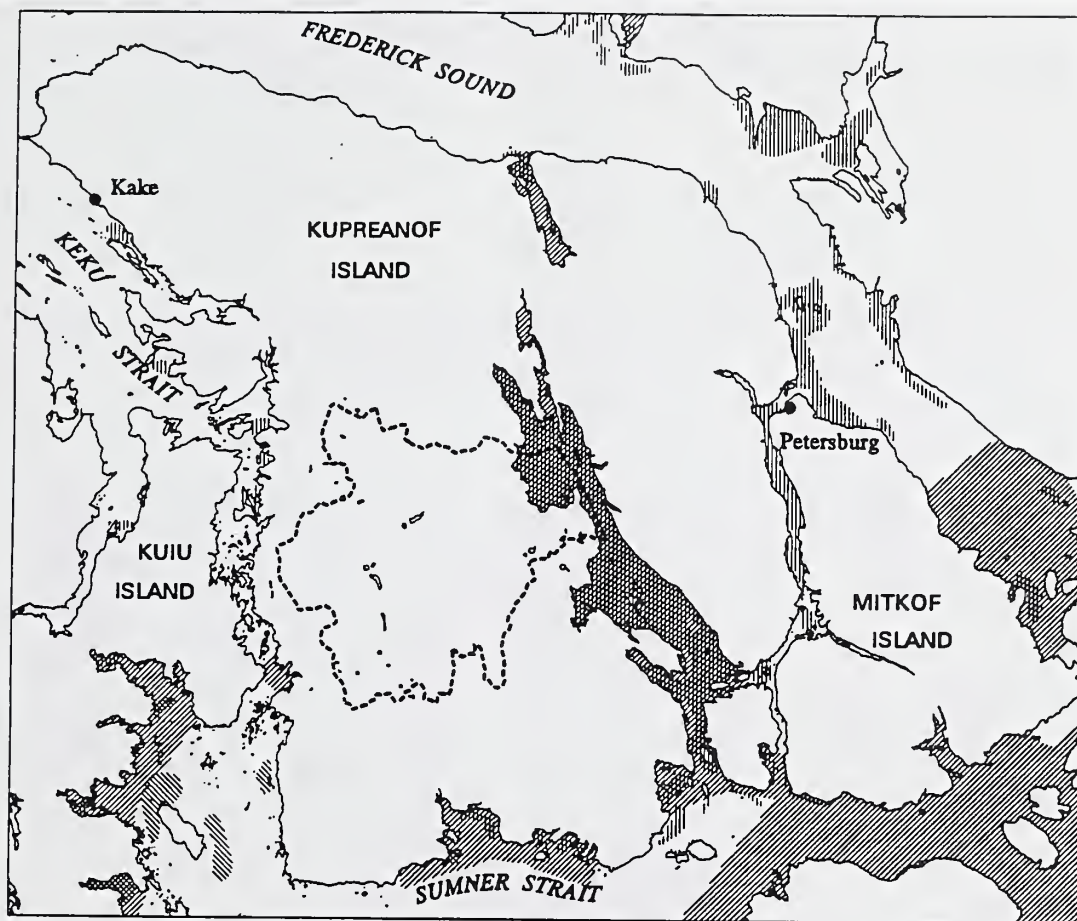 FREDERICK SOUND
Kake
KUPREANOF
ISLAND
KEKU
STRAIT
Petersburg
KUIU
ISLAND
MITKOF
ISLAND
SUMNER STRAIT